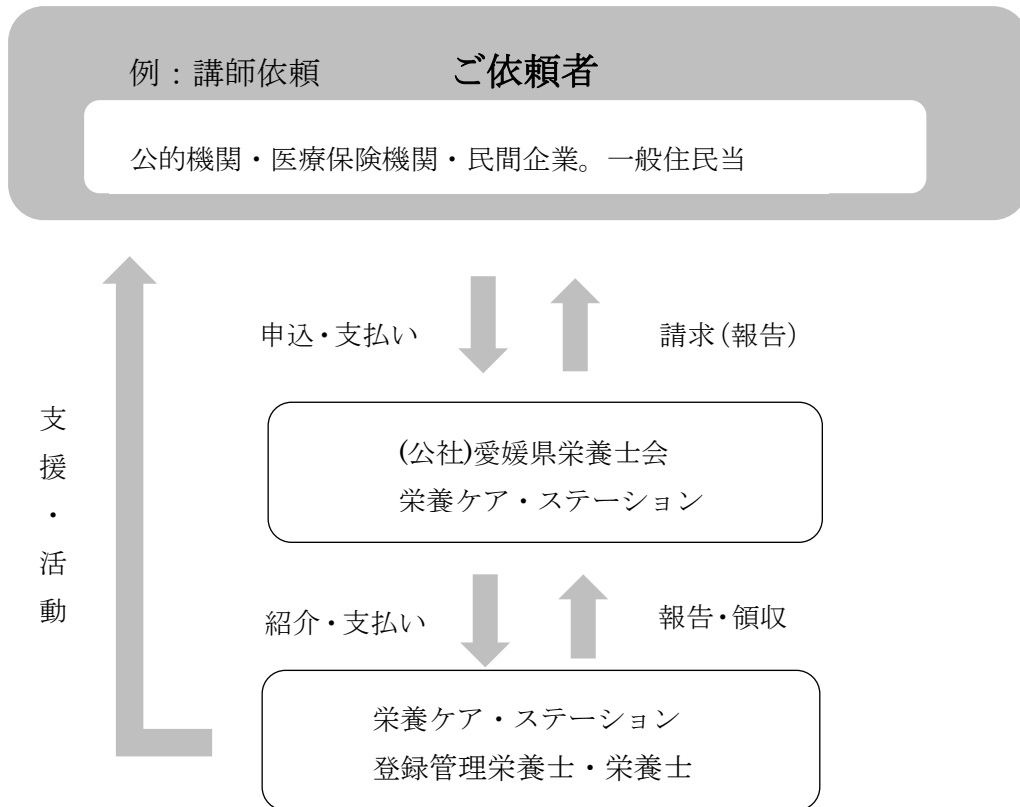 例：講師依頼 ご依頼者
公的機関・医療保険機関・民間企業。一般住民当
申込・支払い 請求(報告)
(公社)愛媛県栄養士会
栄養ケア・ステーション
支援・活動
紹介・支払い 報告・領収
栄養ケア・ステーション
登録管理栄養士・栄養士